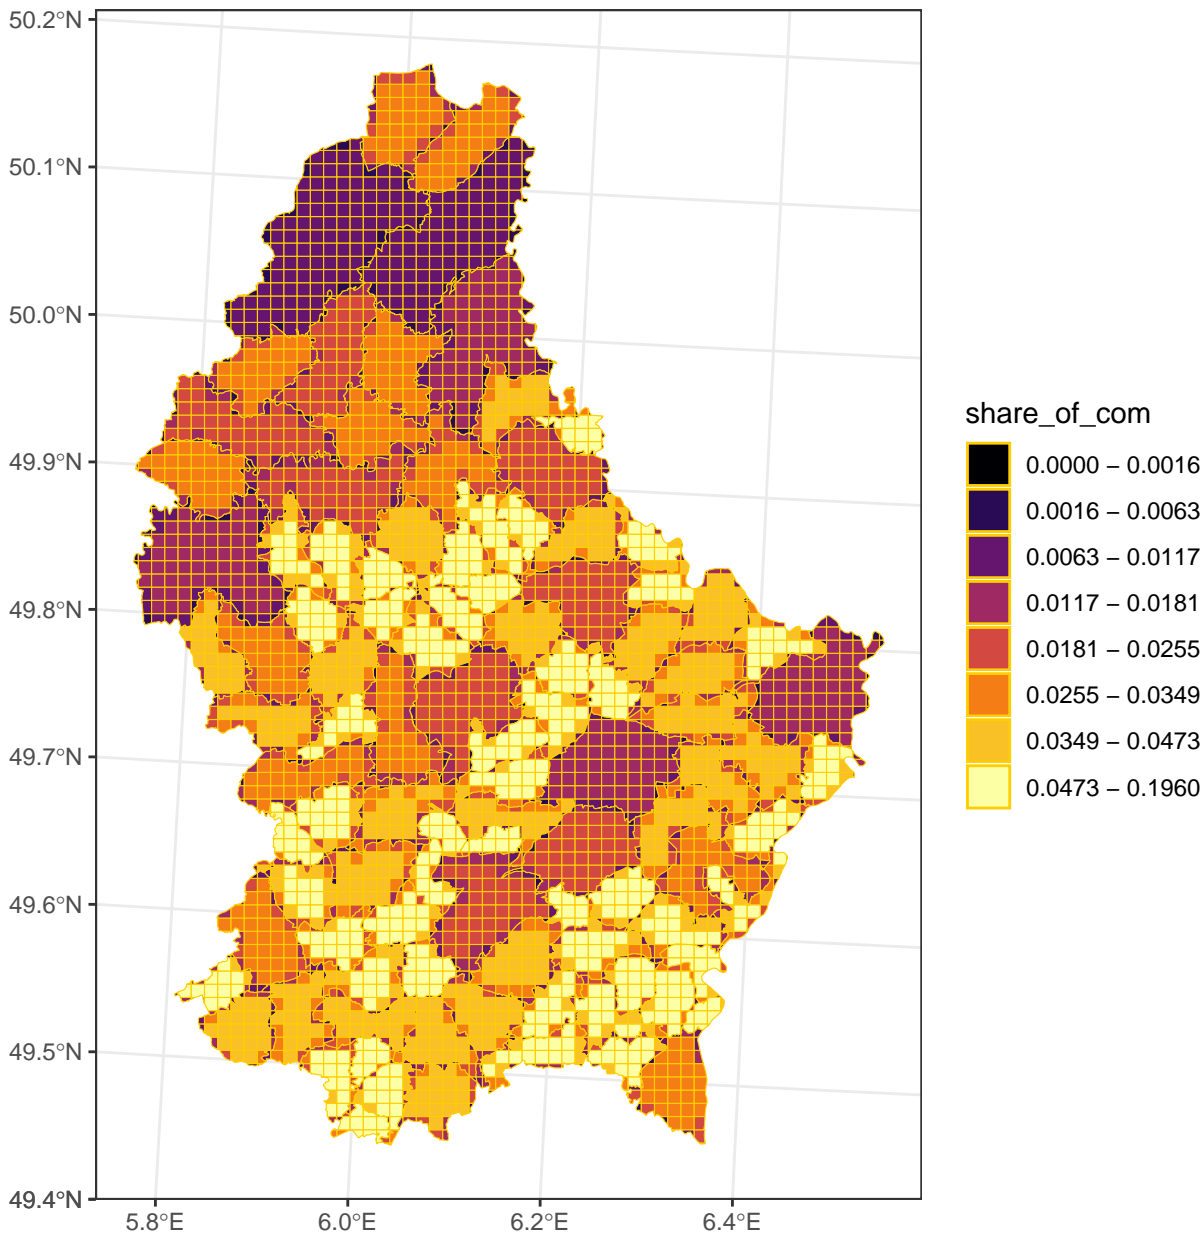 50.2°N
50.1°N
50.0°N
49.9°N
49.8°N
49.7°N
49.6°N
49.5°N
49.4°N
5.8°E
6.0°E
6.2°E
6.4°E
share_of_com
0.0000 – 0.0016
0.0016 – 0.0063
0.0063 – 0.0117
0.0117 – 0.0181
0.0181 – 0.0255
0.0255 – 0.0349
0.0349 – 0.0473
0.0473 – 0.1960